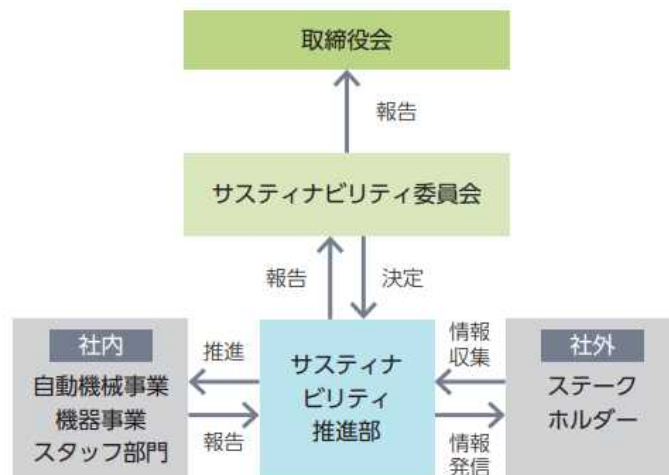 取締役会
報告
サスティナビリティ委員会
報告
決定
社内
自動機械事業
機器事業
スタッフ部門
推進
報告
サスティナ
ビリティ
推進部
情報
収集
情報
発信
社外
ステーク
ホルダー